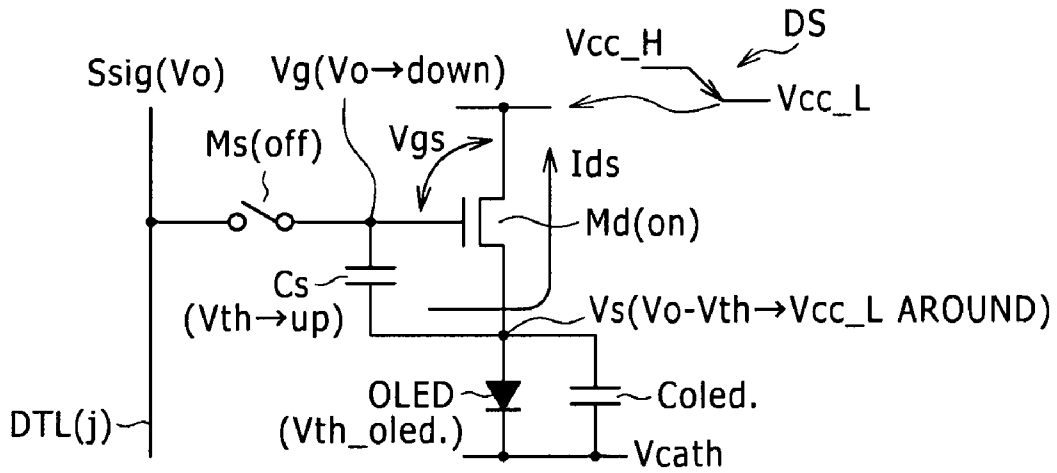 DS
Vcc_H
Ssig(Vo)
Vg(Vo→down)
Vcc_L
Vgs
Ms(off)
Ids
Md(on)
Cs
(Vth→up)
Vs(Vo-Vth→Vcc_L AROUND)
OLED
(Vth_oled.)
Coled.
DTL(j)
Vcath